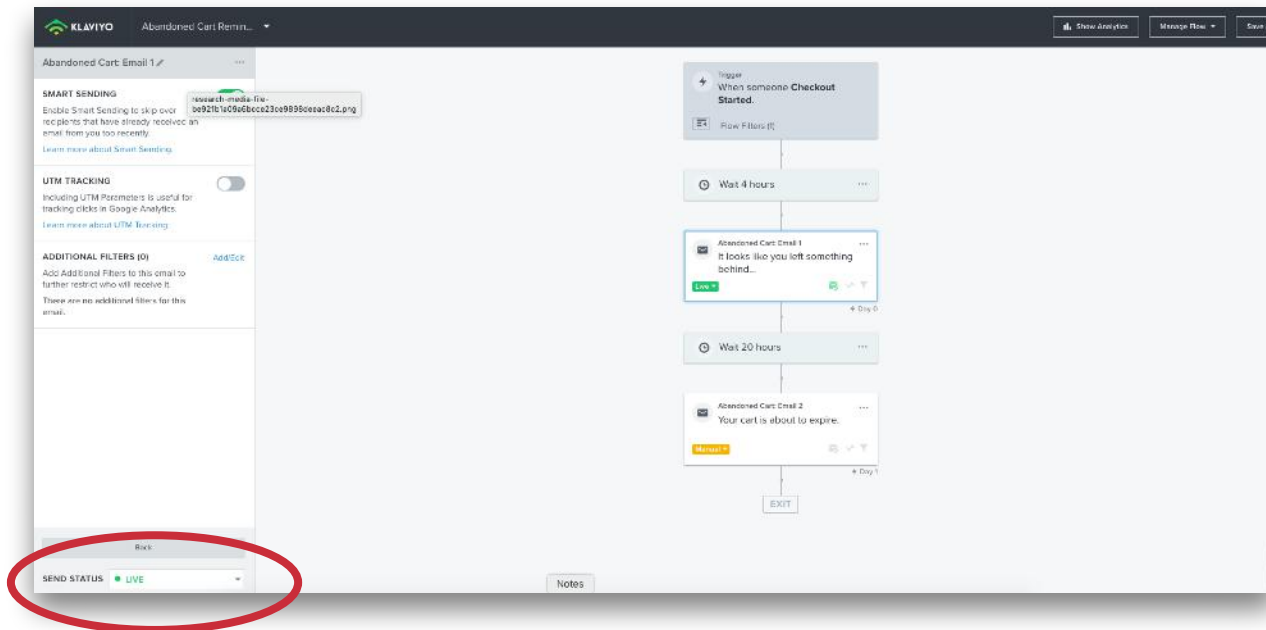 KLAVIYO
Abandoned Cart Remin...
Show Analytics
Manage Flow
Save
Abandoned Cart: Email 1
SMART SENDING
Enable Smart Sending to skip over
recipients that have already received an
email from you too recently.
Learn more about Smart Sending.
research-media-file-
UTM TRACKING
Including UTM Parameters is useful for
tracking clicks in Google Analytics.
Learn more about UTM Tracking.
ADDITIONAL FILTERS (0)
Add/Edit
Add Additional Filters to this email to
further restrict who will receive it.
There are no additional filters for this
email.
Back
SEND STATUS
LIVE
Trigger
When someone Checkout
Started.
Flow Filters (1)
Wait 4 hours
Abandoned Cart: Email 1
It looks like you left something
behind...
Live
Day 0
Wait 20 hours
Abandoned Cart: Email 2
Your cart is about to expire.
Manual
Day 1
EXIT
Notes